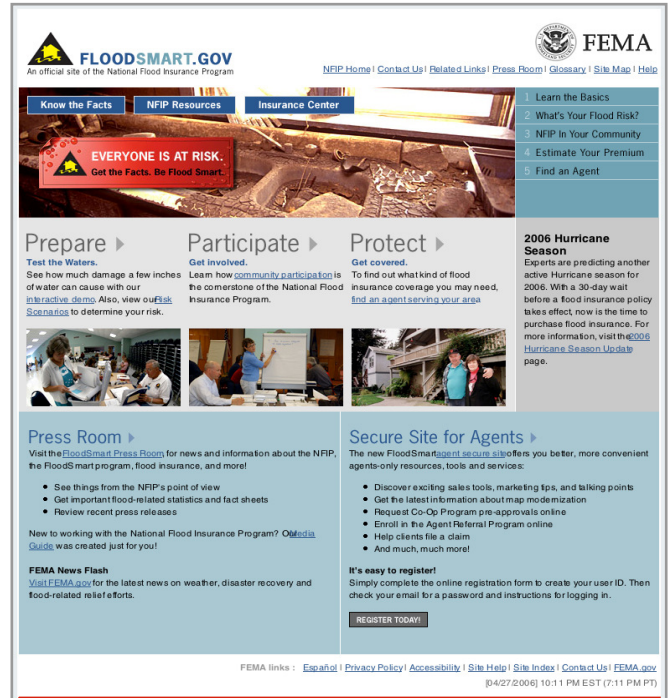 FLOODSMART.GOV
An official site of the National Flood Insurance Program
FEMA
NFIP Home | Contact Us | Related Links | Press Room | Glossary | Site Map | Help
Know the Facts
NFIP Resources
Insurance Center
EVERYONE IS AT RISK.
Get the Facts. Be Flood Smart.
1 Learn the Basics
2 What's Your Flood Risk?
3 NFIP In Your Community
4 Estimate Your Premium
5 Find an Agent
Prepare
Test the Waters.
See how much damage a few inches
of water can cause with our
interactive demo. Also, view our Risk
Scenarios to determine your risk.
Participate
Get involved.
Learn how community participation is
the cornerstone of the National Flood
Insurance Program.
Protect
Get covered.
To find out what kind of flood
insurance coverage you may need,
find an agent serving your area
2006 Hurricane
Season
Experts are predicting another
active Hurricane season for
2006. With a 30-day wait
before a flood insurance policy
takes effect, now is the time to
purchase flood insurance. For
more information, visit the 2006
Hurricane Season Update
page.
Press Room
Visit the FloodSmart Press Room, for news and information about the NFIP,
the FloodSmart program, flood insurance, and more!
• See things from the NFIP's point of view
• Get important flood-related statistics and fact sheets
• Review recent press releases
New to working with the National Flood Insurance Program? Our Media
Guide was created just for you!
FEMA News Flash
Visit FEMA.gov for the latest news on weather, disaster recovery and
flood-related relief efforts.
Secure Site for Agents
The new FloodSmart agent secure site offers you better, more convenient
agents-only resources, tools and services:
• Discover exciting sales tools, marketing tips, and talking points
• Get the latest information about map modernization
• Request Co-Op Program pre-approvals online
• Enroll in the Agent Referral Program online
• Help clients file a claim
• And much, much more!
It's easy to register!
Simply complete the online registration form to create your user ID. Then
check your email for a password and instructions for logging in.
REGISTER TODAY!
FEMA links : Español | Privacy Policy | Accessibility | Site Help | Site Index | Contact Us | FEMA.gov
[04/27/2006] 10:11 PM EST (7:11 PM PT)